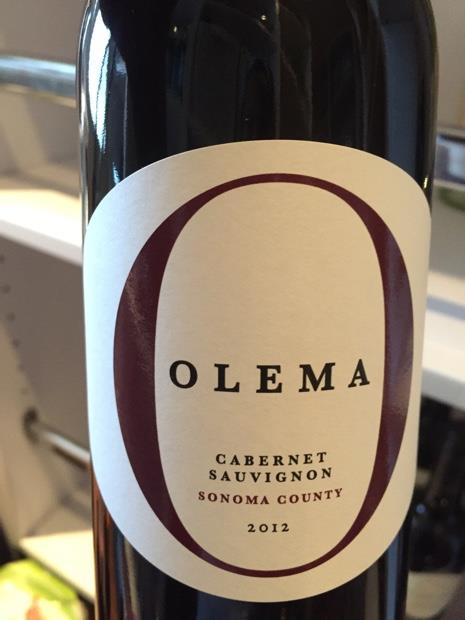 OLEMA
CABERNET
SAUVIGNON
SONOMA COUNTY
2012